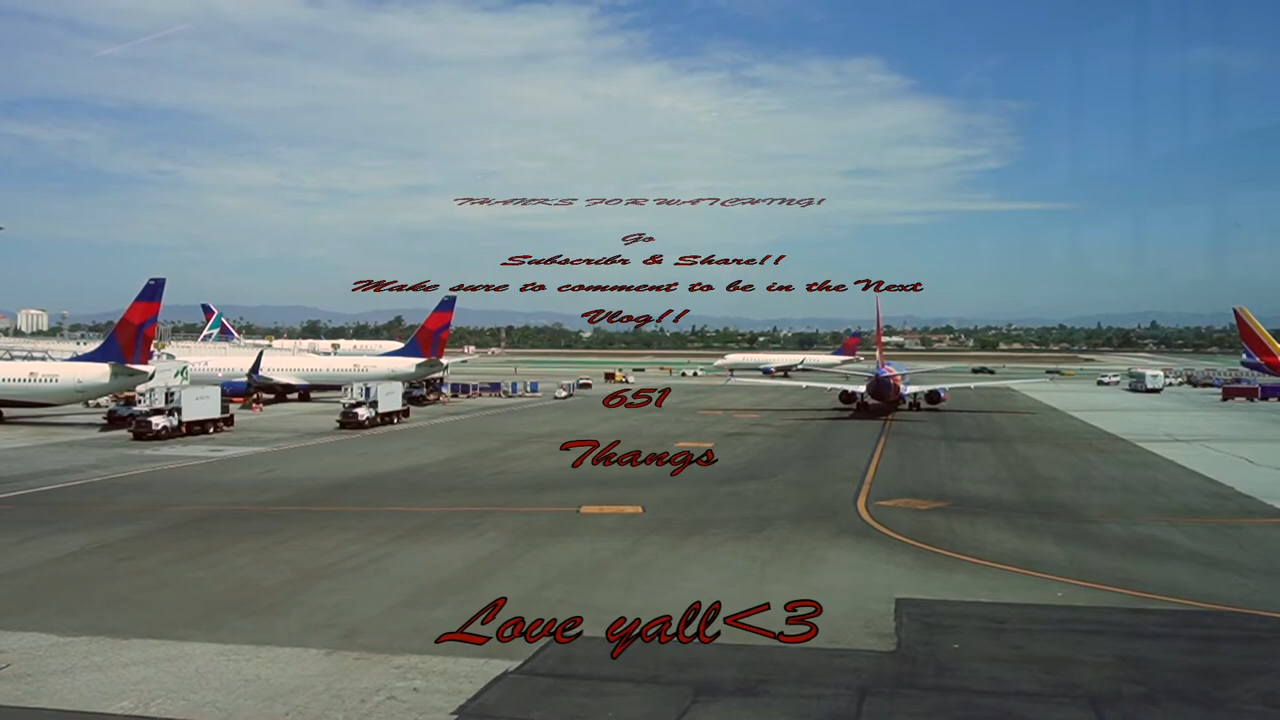 THANKS FOR WATCHING!
Go
Subscribr & Share!!
Make sure to comment to be in the Next
Vlog!!
651
Thangs
Love yall<3